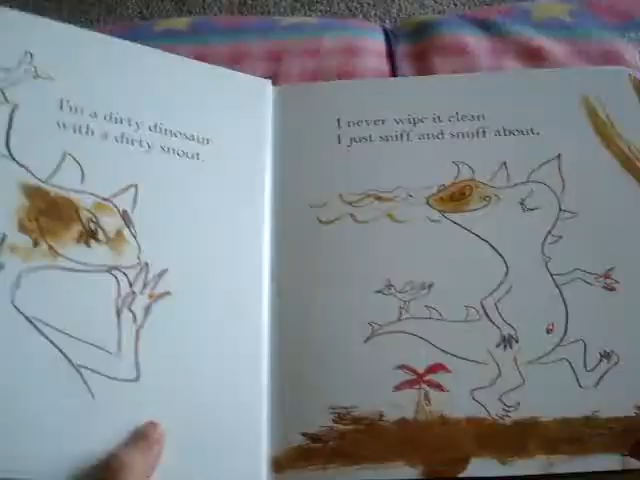 I'm a dirty dinosaur
with a dirty snout.
I never wipe it clean
I just sniff and snuff about.